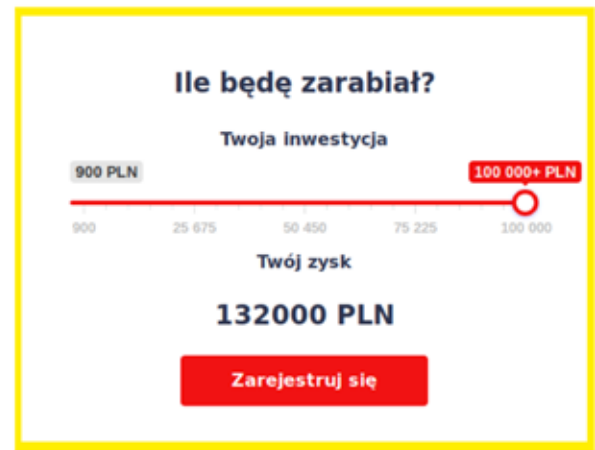 Ile będę zarabiał?
Twoja inwestycja
900 PLN 100 000+ PLN
900 25 675 50 450 75 225 100 000
Twój zysk
132000 PLN
Zarejestruj się